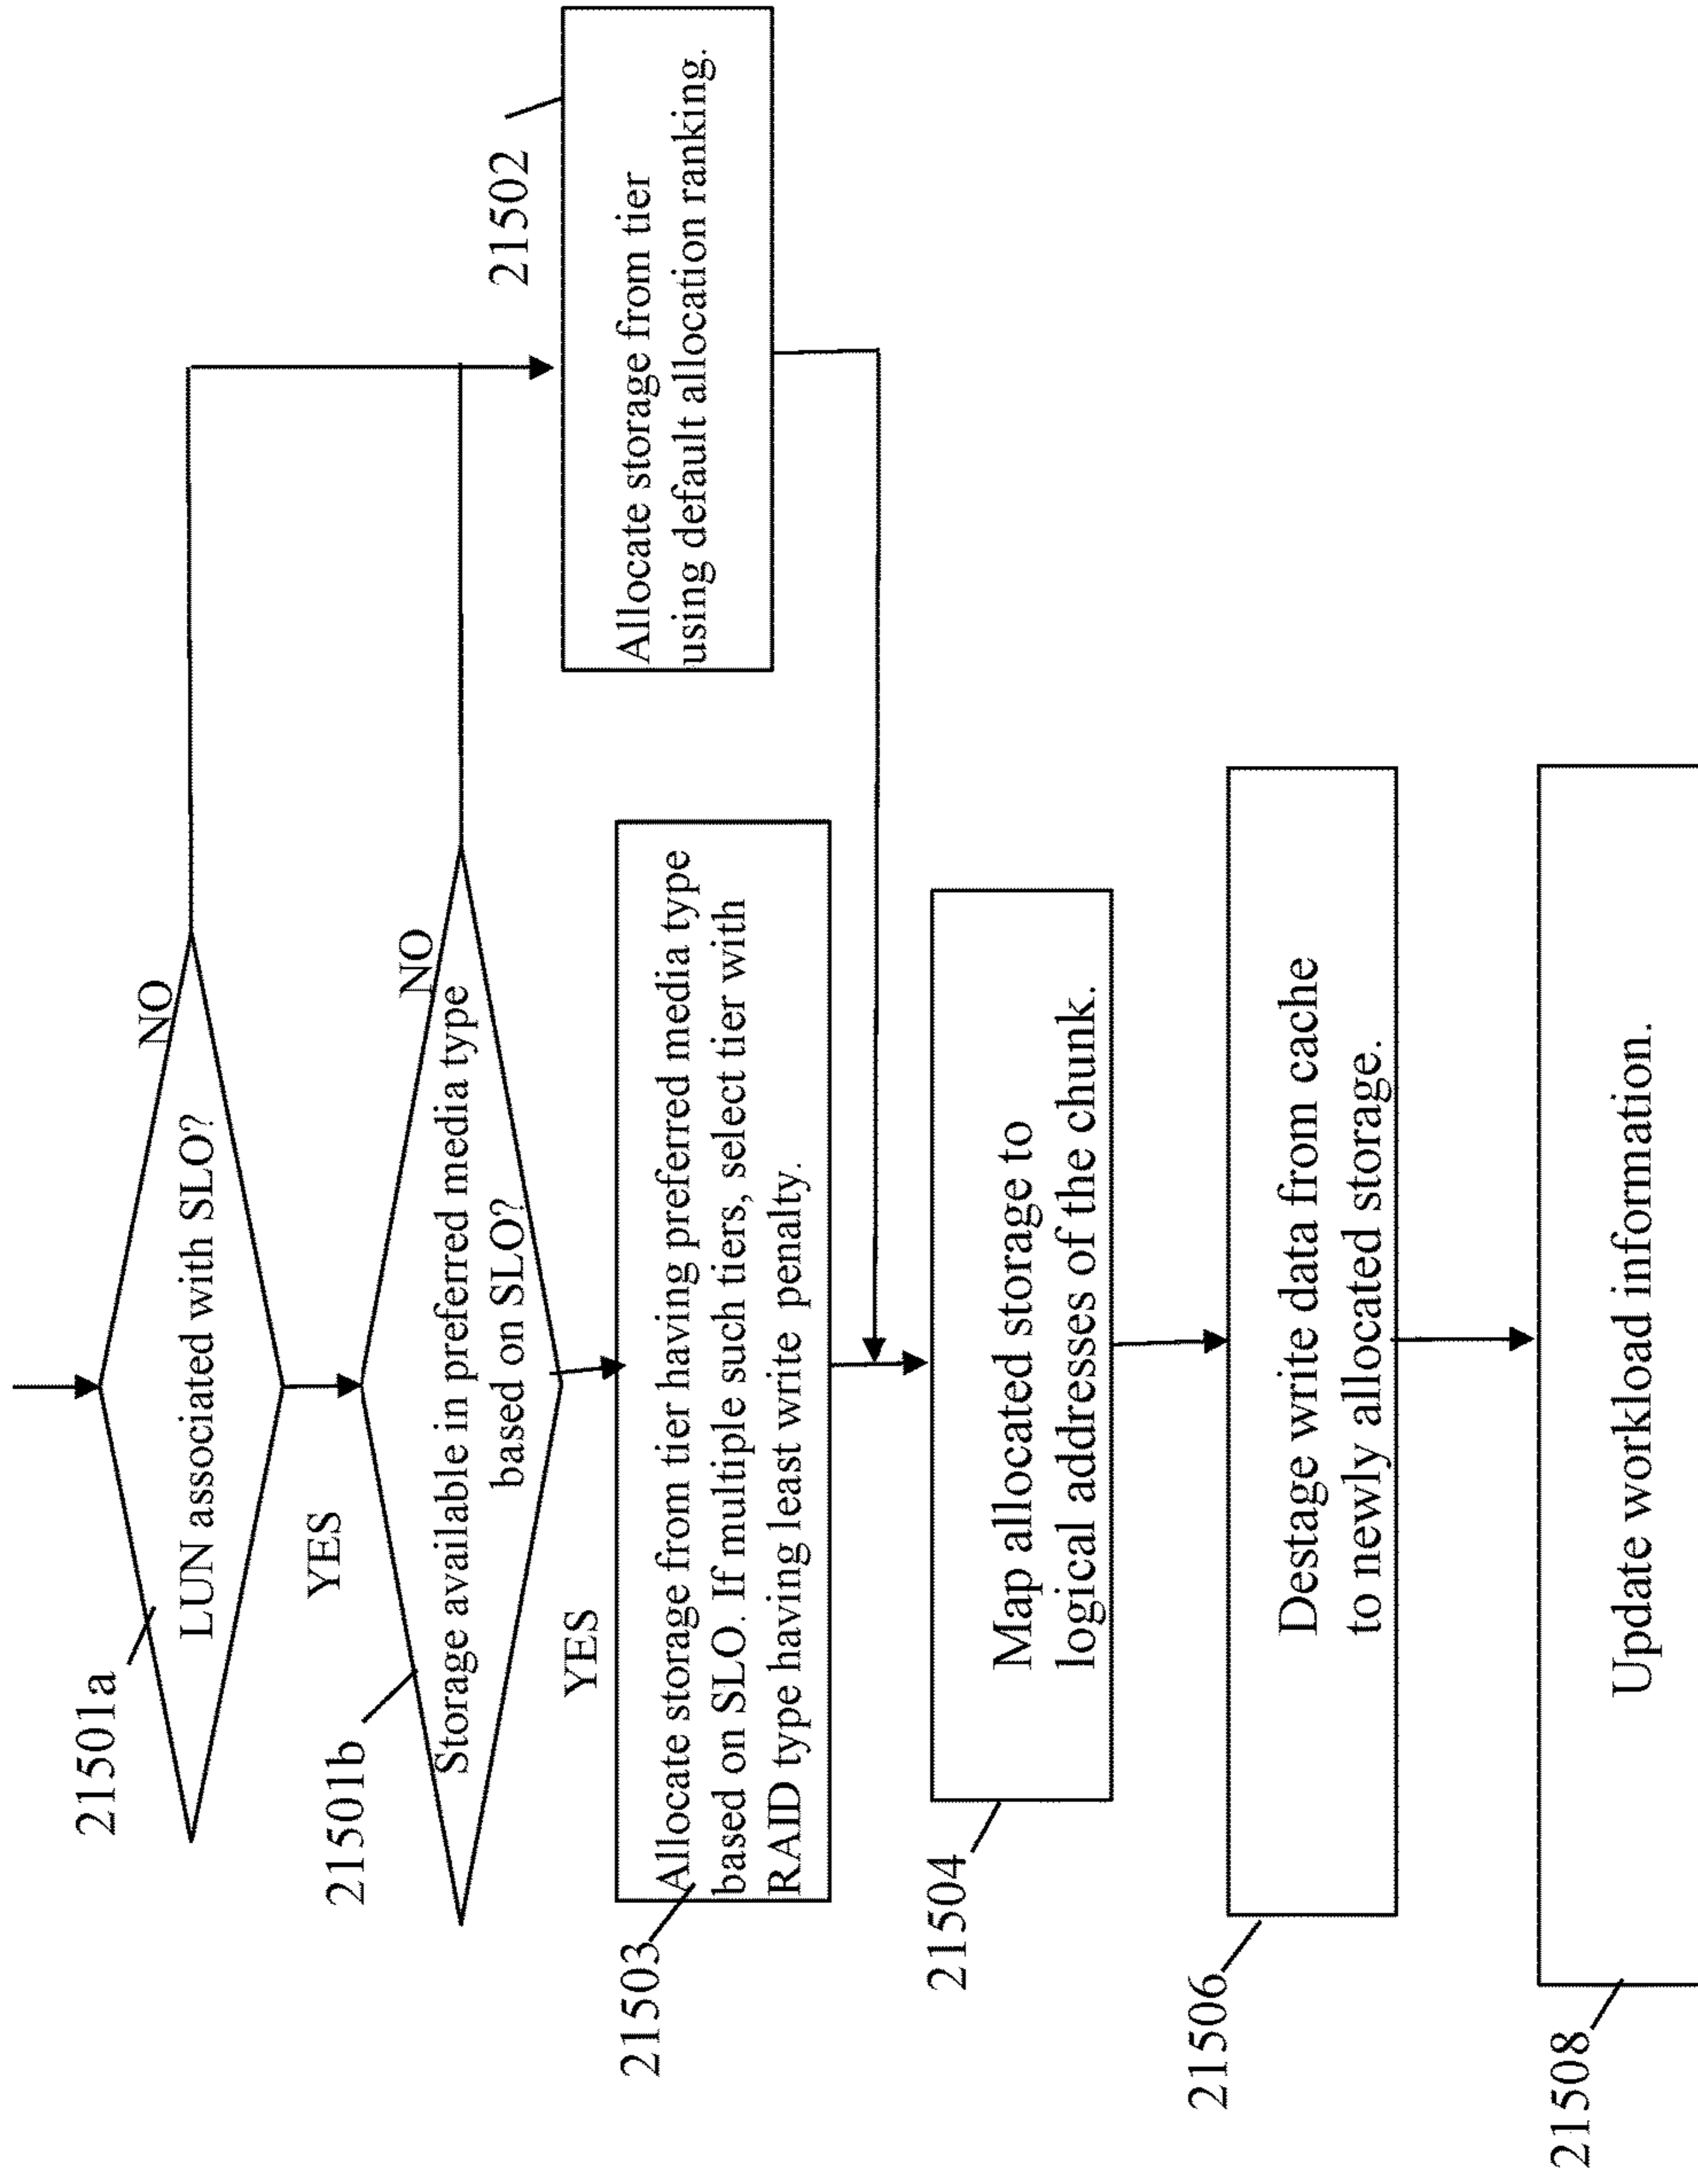 21501a
LUN associated with SLO?
NO
YES
21501b
Storage available in preferred media type
based on SLO?
NO
YES
21502
Allocate storage from tier
using default allocation ranking.
21503
Allocate storage from tier having preferred media type
based on SLO. If multiple such tiers, select tier with
RAID type having least write penalty.
21504
Map allocated storage to
logical addresses of the chunk.
21506
Destage write data from cache
to newly allocated storage.
21508
Update workload information.